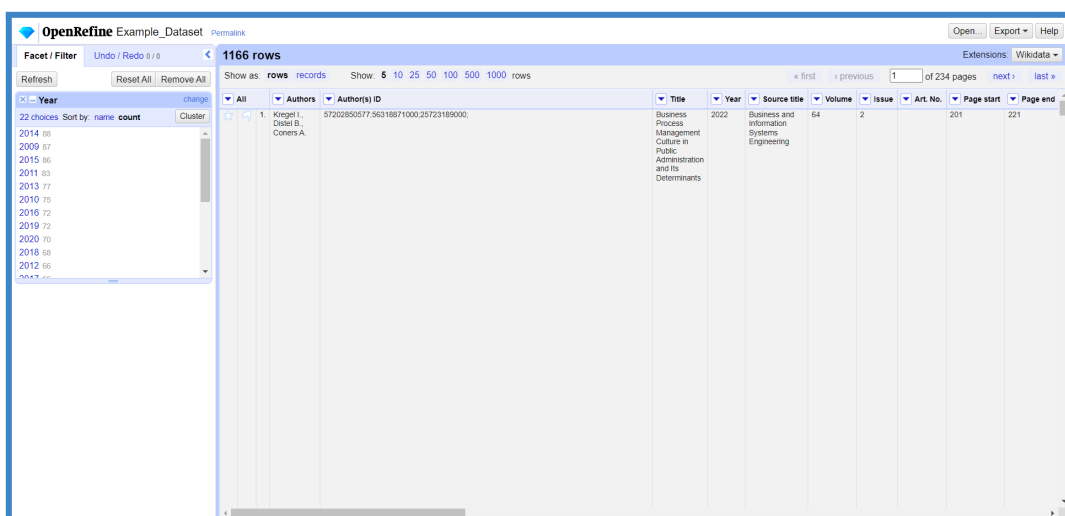 OpenRefine Example_Dataset Permalink Open... Export Help
Facet / Filter Undo / Redo 0 / 0 1166 rows Extensions: Wikidata
Refresh Reset All Remove All Show as: rows records Show: 5 10 25 50 100 500 1000 rows « first ‹ previous 1 of 234 pages next › last »
Year change
22 choices Sort by: name count Cluster
2014 88
2009 87
2015 86
2011 83
2013 77
2010 75
2016 72
2019 72
2020 70
2018 68
2012 66
2017
All Authors Author(s) ID Title Year Source title Volume Issue Art. No. Page start Page end
1. Kregel I., 57202850577;56318871000;25723189000; Business 2022 Business and 64 2 201 221
Distel B., Process Information
Coners A. Management Systems
Culture in Engineering
Public
Administration
and Its
Determinants